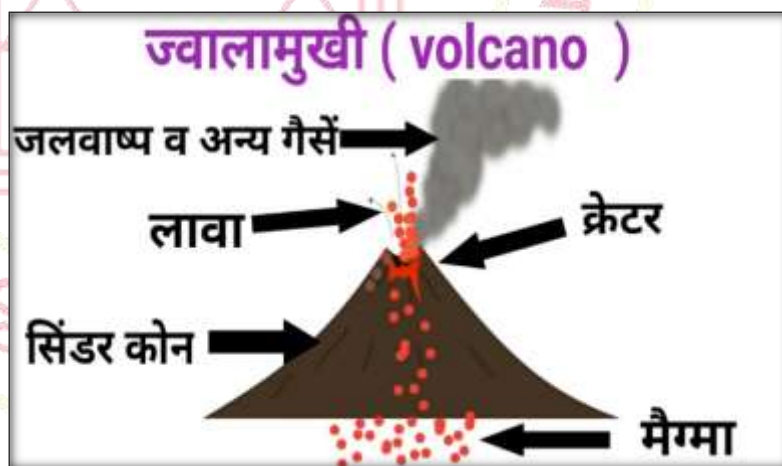 ज्वालामुखी ( volcano )
जलवाष्प व अन्य गैसें
लावा
क्रेटर
सिंडर कोन
मैग्मा